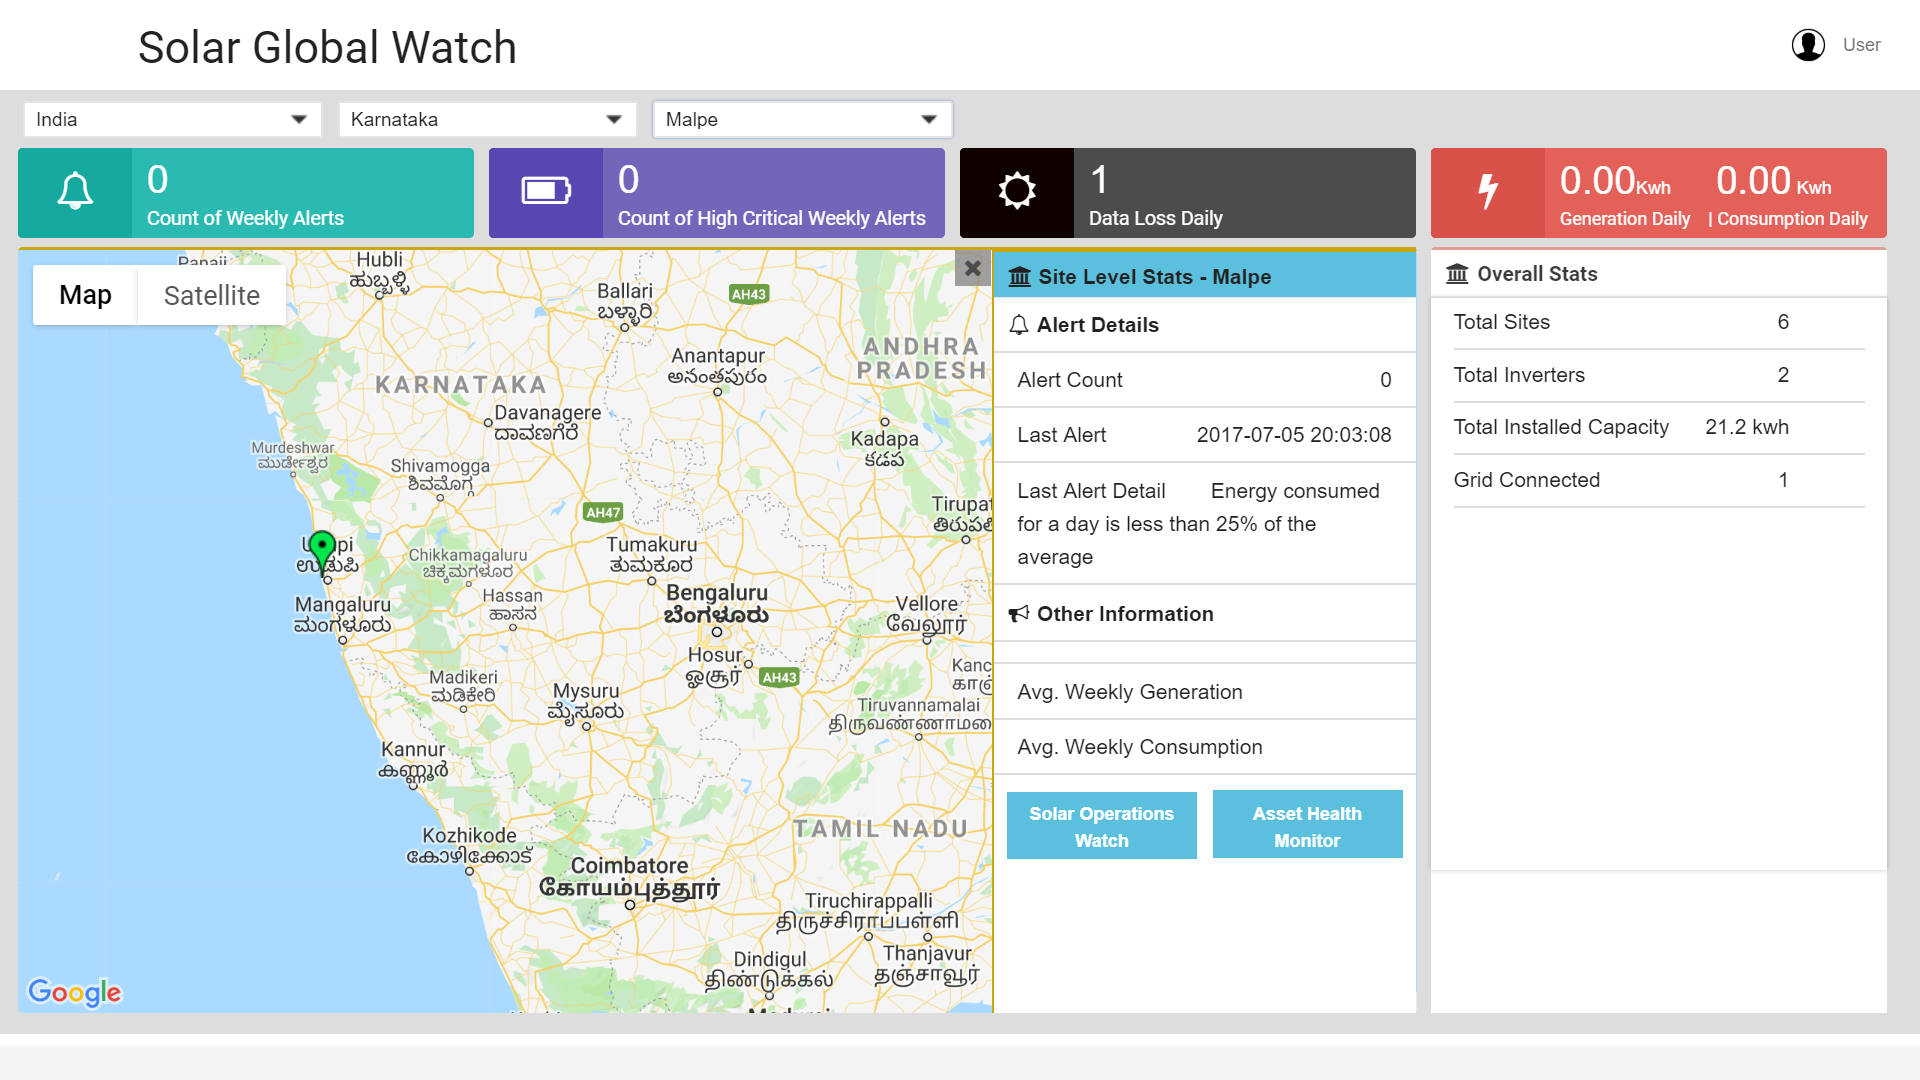 Solar Global Watch
User
India
Karnataka
Malpe
0
Count of Weekly Alerts
0
Count of High Critical Weekly Alerts
1
Data Loss Daily
0.00Kwh 0.00 Kwh
Generation Daily | Consumption Daily
Map
Satellite
Panaji
Hubli
ಹುಬ್ಬಳ್ಳಿ
Ballari
ಬಳ್ಳಾರಿ
AH43
Anantapur
అనంతపురం
ANDHRA
PRADESH
KARNATAKA
Davanagere
ದಾವಣಗೆರೆ
Kadapa
కడప
Murdeshwar
ಮುರ್ಡೇಶ್ವರ
Shivamogga
ಶಿವಮೊಗ್ಗ
AH47
ಉಡುಪಿ
Chikkamagaluru
ಚಿಕ್ಕಮಗಳೂರ
Tumakuru
ತುಮಕೂರ
Hassan
ಹಾಸನ
Bengaluru
ಬೆಂಗಳೂರು
Mangaluru
ಮಂಗಳೂರು
Vellore
வேலூர்
Hosur
ஓசூர்
AH43
Madikeri
ಮಡಿಕೇರಿ
Mysuru
ಮೈಸೂರು
Tiruvannamalai
Kannur
കണ്ണൂർ
TAMIL NADU
Kozhikode
കോഴിക്കോട്
Coimbatore
கோயம்புத்தூர்
Tiruchirappalli
திருச்சிராப்பள்ளி
Thanjavur
தஞ்சாவூர்
Dindigul
திண்டுக்கல்
Google
Site Level Stats - Malpe
Alert Details
Alert Count 0
Last Alert 2017-07-05 20:03:08
Last Alert Detail Energy consumed
for a day is less than 25% of the
average
Other Information
Avg. Weekly Generation
Avg. Weekly Consumption
Solar Operations
Watch
Asset Health
Monitor
Overall Stats
Total Sites 6
Total Inverters 2
Total Installed Capacity 21.2 kwh
Grid Connected 1